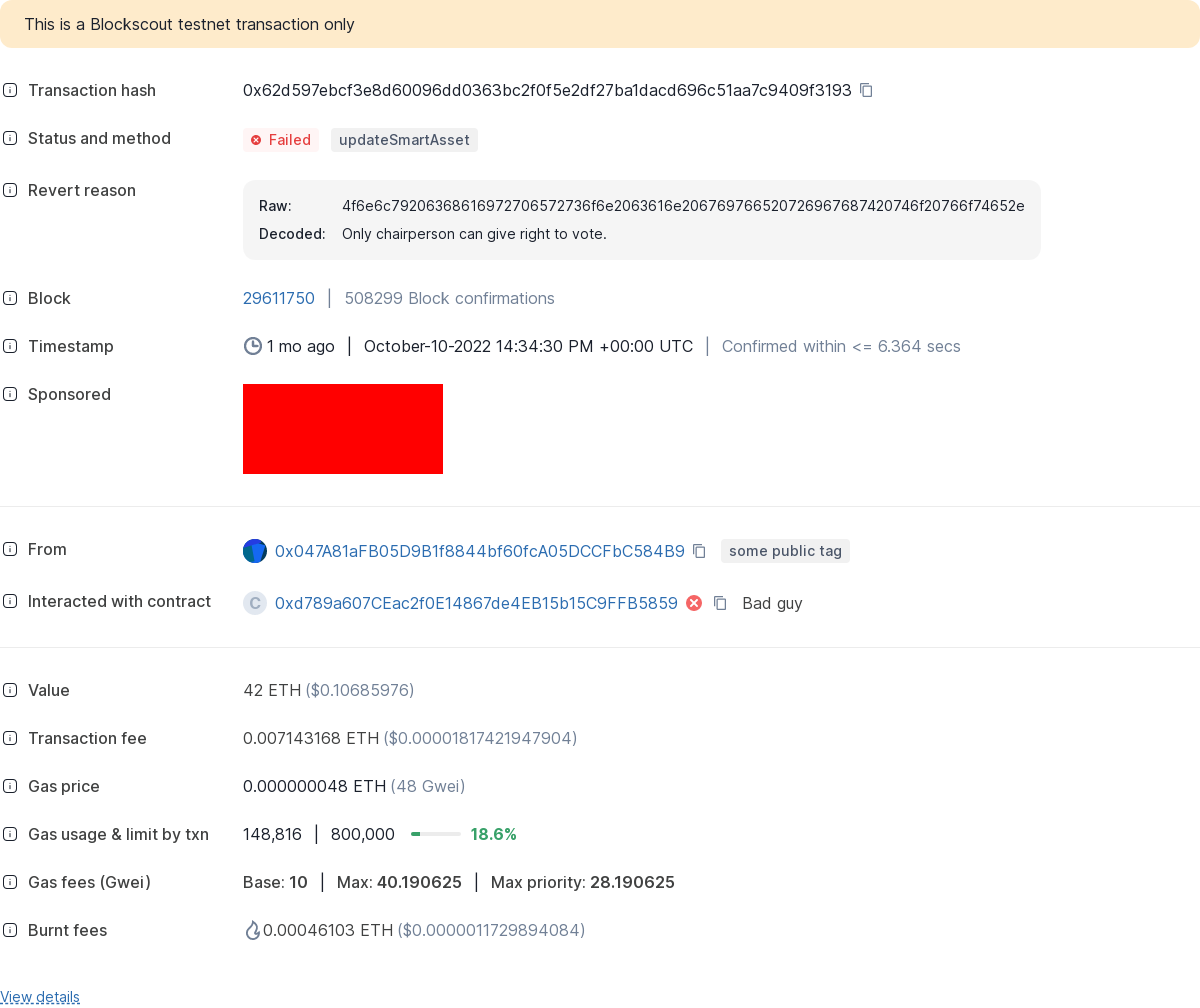 This is a Blockscout testnet transaction only
Transaction hash 0x62d597ebcf3e8d60096dd0363bc2f0f5e2df27ba1dacd696c51aa7c9409f3193
Status and method Failed updateSmartAsset
Revert reason
Raw: 4f6e6c79206368616972706572736f6e2063616e206769766520726967687420746f20766f74652e
Decoded: Only chairperson can give right to vote.
Block 29611750 | 508299 Block confirmations
Timestamp 1 mo ago | October-10-2022 14:34:30 PM +00:00 UTC | Confirmed within <= 6.364 secs
Sponsored
From 0x047A81aFB05D9B1f8844bf60fcA05DCCFbC584B9 some public tag
Interacted with contract C 0xd789a607CEac2f0E14867de4EB15b15C9FFB5859 Bad guy
Value 42 ETH ($0.10685976)
Transaction fee 0.007143168 ETH ($0.00001817421947904)
Gas price 0.000000048 ETH (48 Gwei)
Gas usage & limit by txn 148,816 | 800,000 18.6%
Gas fees (Gwei) Base: 10 | Max: 40.190625 | Max priority: 28.190625
Burnt fees 0.00046103 ETH ($0.0000011729894084)
View details